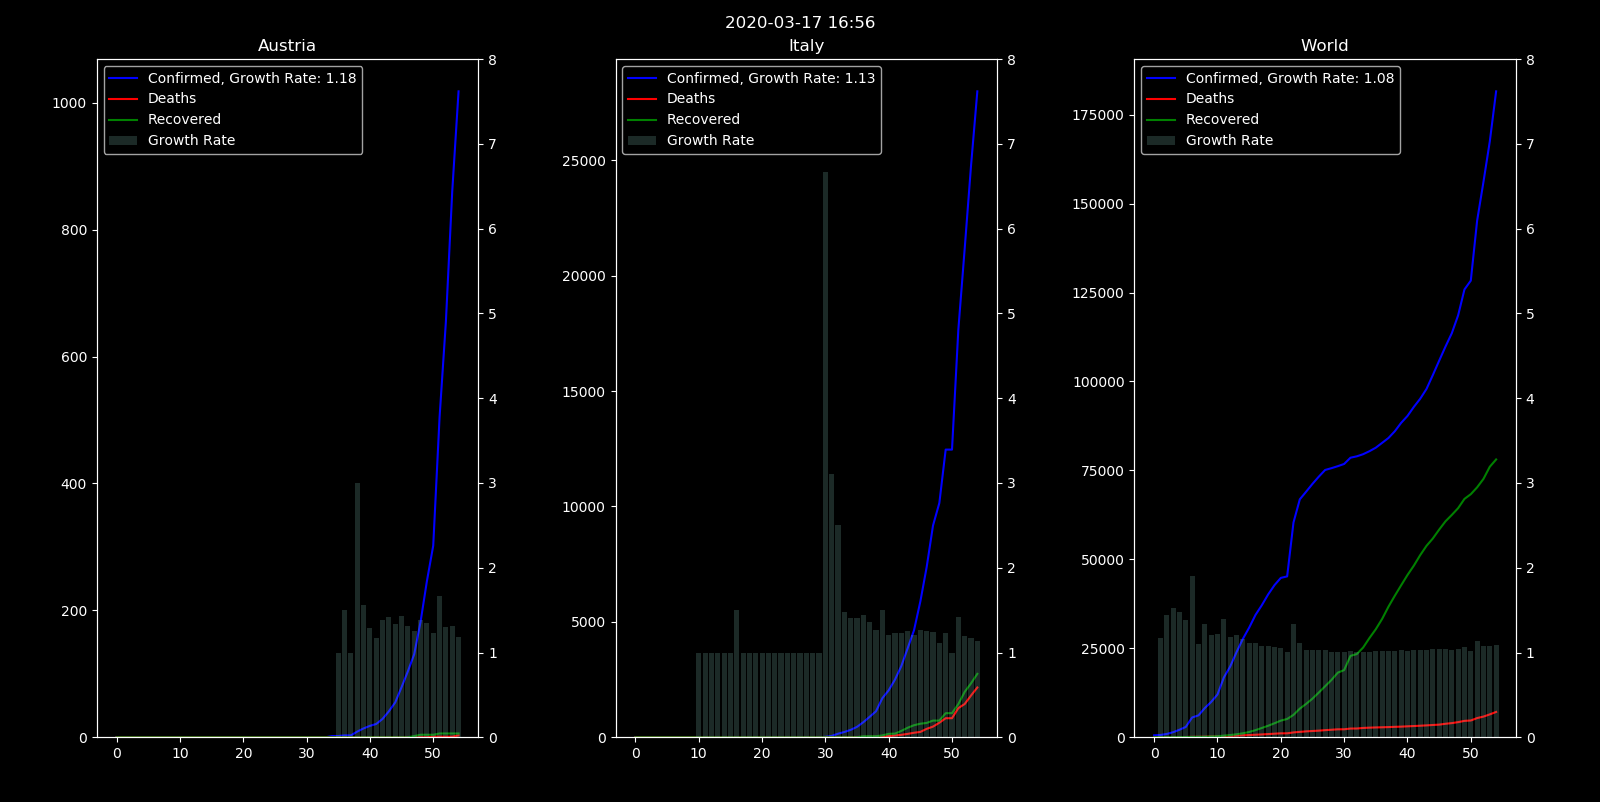 2020-03-17 16:56
Austria
Confirmed, Growth Rate: 1.18
Deaths
Recovered
Growth Rate
1000
800
600
400
200
0
8
7
6
5
4
3
2
1
0
0 10 20 30 40 50
Italy
Confirmed, Growth Rate: 1.13
Deaths
Recovered
Growth Rate
25000
20000
15000
10000
5000
0
8
7
6
5
4
3
2
1
0
0 10 20 30 40 50
World
Confirmed, Growth Rate: 1.08
Deaths
Recovered
Growth Rate
175000
150000
125000
100000
75000
50000
25000
0
8
7
6
5
4
3
2
1
0
0 10 20 30 40 50